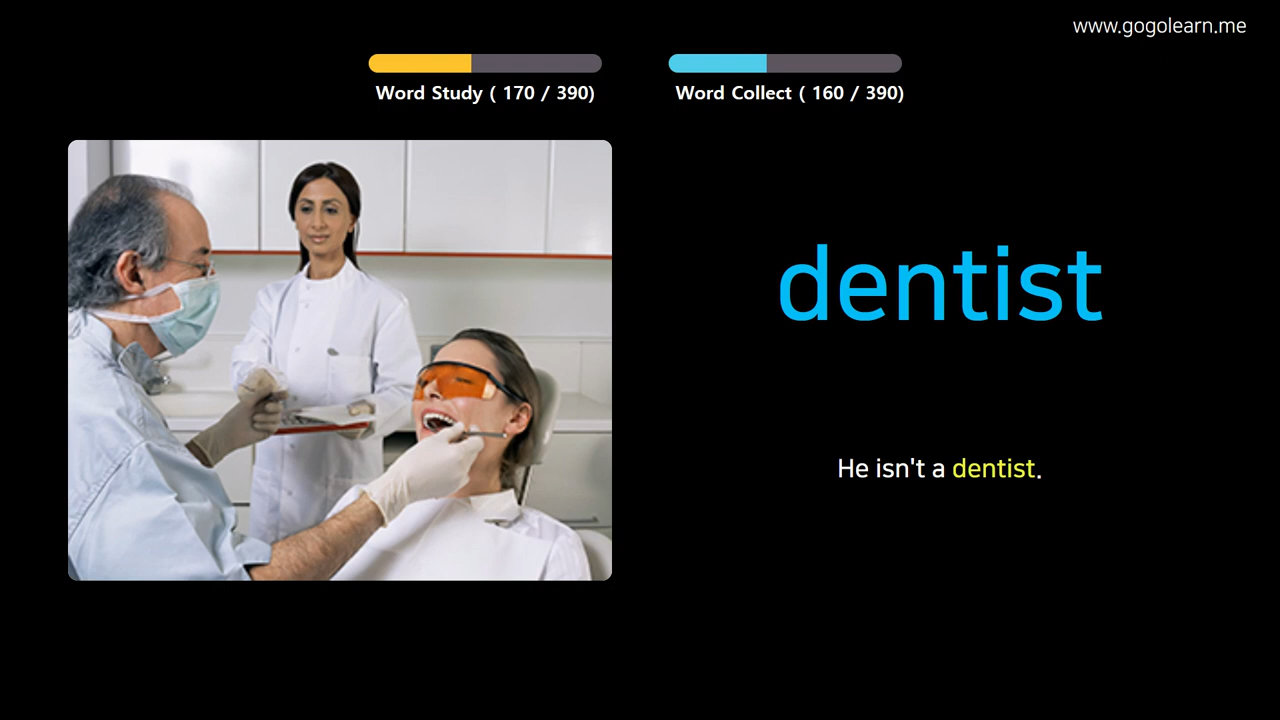 www.gogolearn.me
Word Study ( 170 / 390)
Word Collect ( 160 / 390)
dentist
He isn't a dentist.